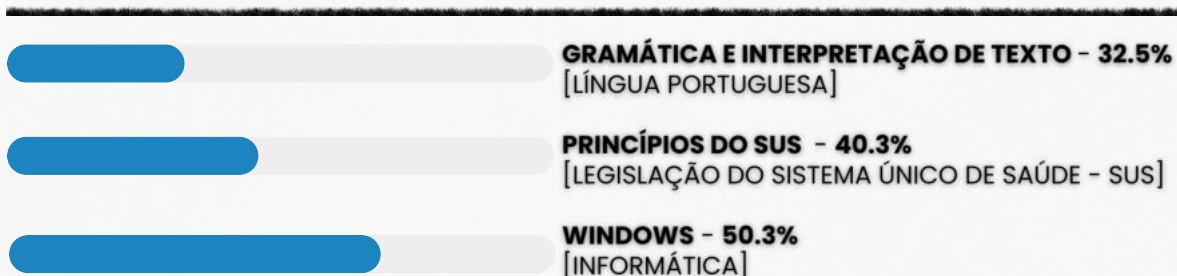 GRAMÁTICA E INTERPRETAÇÃO DE TEXTO - 32.5%
[LÍNGUA PORTUGUESA]
PRINCÍPIOS DO SUS - 40.3%
[LEGISLAÇÃO DO SISTEMA ÚNICO DE SAÚDE - SUS]
WINDOWS - 50.3%
[INFORMÁTICA]